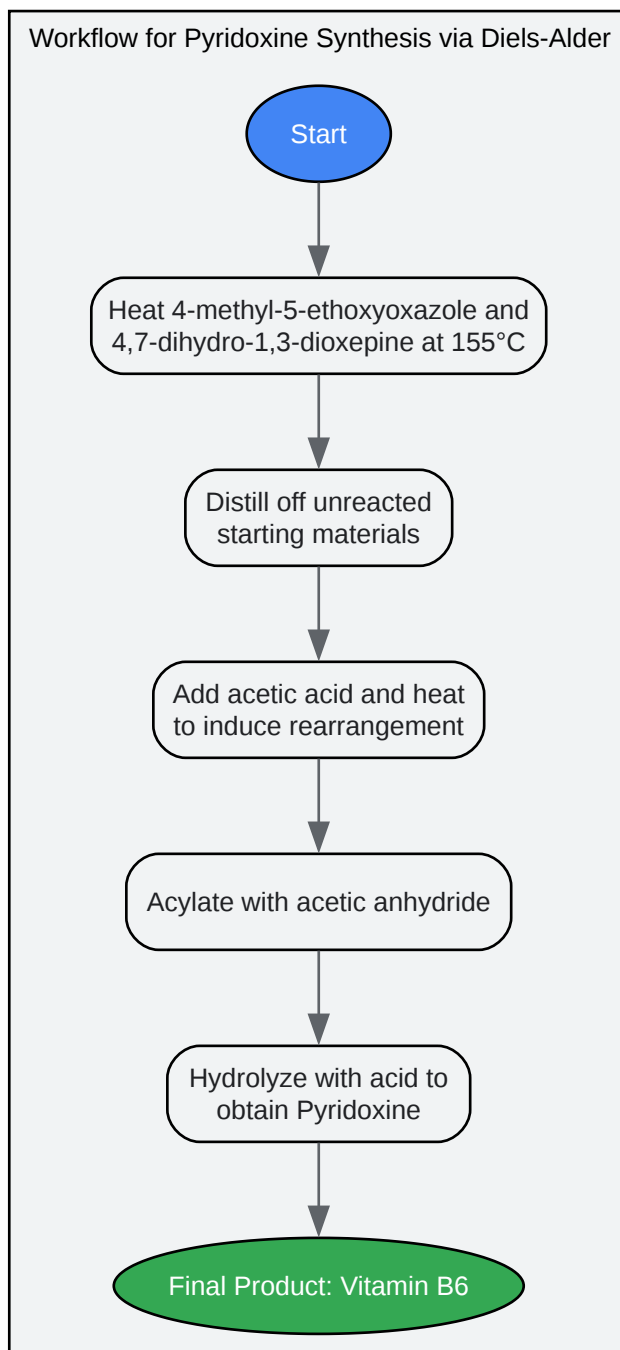 Workflow for Pyridoxine Synthesis via Diels-Alder
Start
Heat 4-methyl-5-ethoxyoxazole and
4,7-dihydro-1,3-dioxepine at 155°C
Distill off unreacted
starting materials
Add acetic acid and heat
to induce rearrangement
Acylate with acetic anhydride
Hydrolyze with acid to
obtain Pyridoxine
Final Product: Vitamin B6